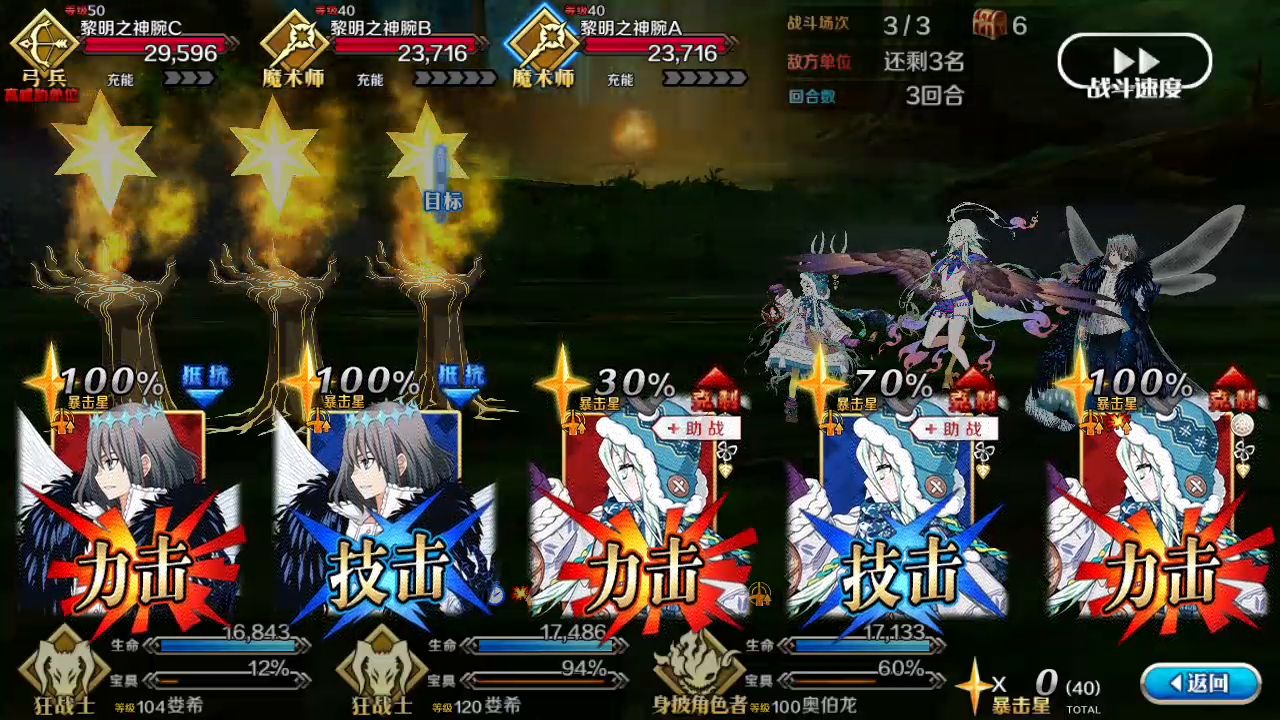 等级50
黎明之神腕C
29,596
弓兵
充能
等级40
黎明之神腕B
23,716
魔术师
充能
等级40
黎明之神腕A
23,716
魔术师
充能
战斗场次 3/3 6
敌方单位 还剩3名
回合数 3回合
战斗速度
目标
100%
暴击星
抵抗
力击
100%
暴击星
抵抗
技击
30%
暴击星
克制
+助战
力击
70%
暴击星
克制
+助战
技击
100%
暴击星
克制
力击
生命 16,843
宝具 12%
狂战士 等级104娄希
生命 17,486
宝具 94%
狂战士 等级120娄希
生命 17,133
宝具 60%
身披角色者 等级100奥伯龙
X 0 (40)
暴击星 TOTAL
返回